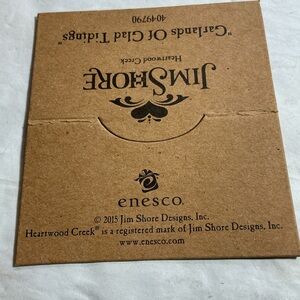 "Garlands Of Glad Tidings"
4049790
JIM SHORE
Heartwood Creek
enesco.
© 2015 Jim Shore Designs, Inc.
Heartwood Creek® is a registered mark of Jim Shore Designs, Inc.
www.enesco.com